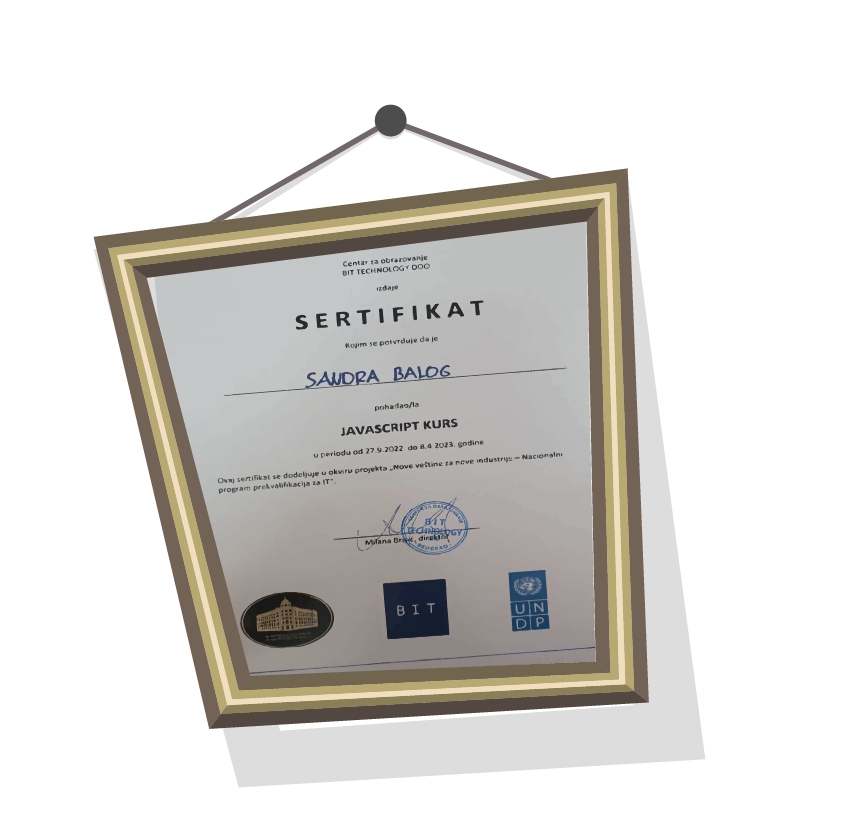 Centar za obrazovanje
BIT TECHNOLOGY DOO
izdaje
SERTIFIKAT
Kojim se potvrđuje da je
SANDRA BALOG
pohađao/la
JAVASCRIPT KURS
u periodu od 27.9.2022 do 8.4.2023. godine
Ovaj sertifikat se dodeljuje u okviru projekta „Nove veštine za nove industrije – Nacionalni
program prekvalifikacija za IT“.
BIT
TECHNOLOGY
BEOGRAD
Milana direktor
BIT
UN
DP